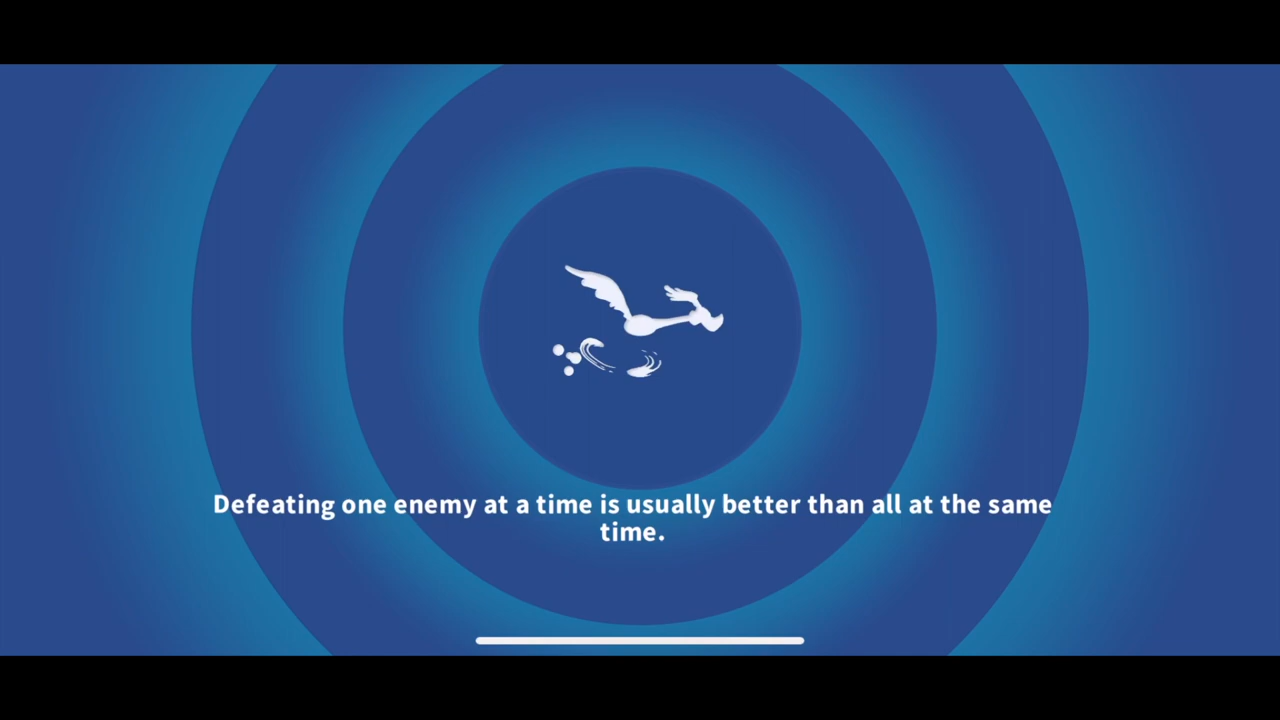 Defeating one enemy at a time is usually better than all at the same
time.